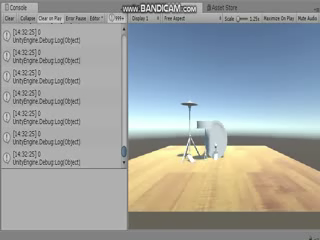 www.BANDICAM.com
Console
Asset Store
Clear Collapse Clear on Play Error Pause Editor 999+
Display 1 Free Aspect Scale 1.25x Maximize On Play Mute Audio
[14:32:25] 0
UnityEngine.Debug:Log(Object)
[14:32:25] 0
UnityEngine.Debug:Log(Object)
[14:32:25] 0
UnityEngine.Debug:Log(Object)
[14:32:25] 0
UnityEngine.Debug:Log(Object)
[14:32:25] 0
UnityEngine.Debug:Log(Object)
[14:32:25] 0
UnityEngine.Debug:Log(Object)
[14:32:25] 0
UnityEngine.Debug:Log(Object)